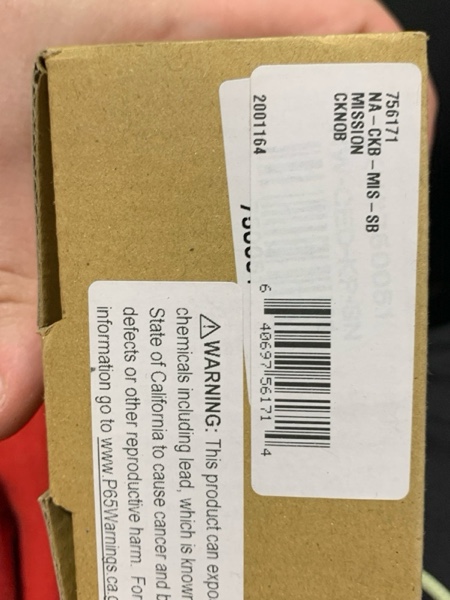 756171
NA-CKB-MIS-SB
MISSION
CKNOB
2001164
6 40697 56171 4
⚠WARNING: This product can
chemicals including lead, which is
State of California to cause cancer and
defects or other reproductive harm. For
information go to www.P65Warnings.ca.